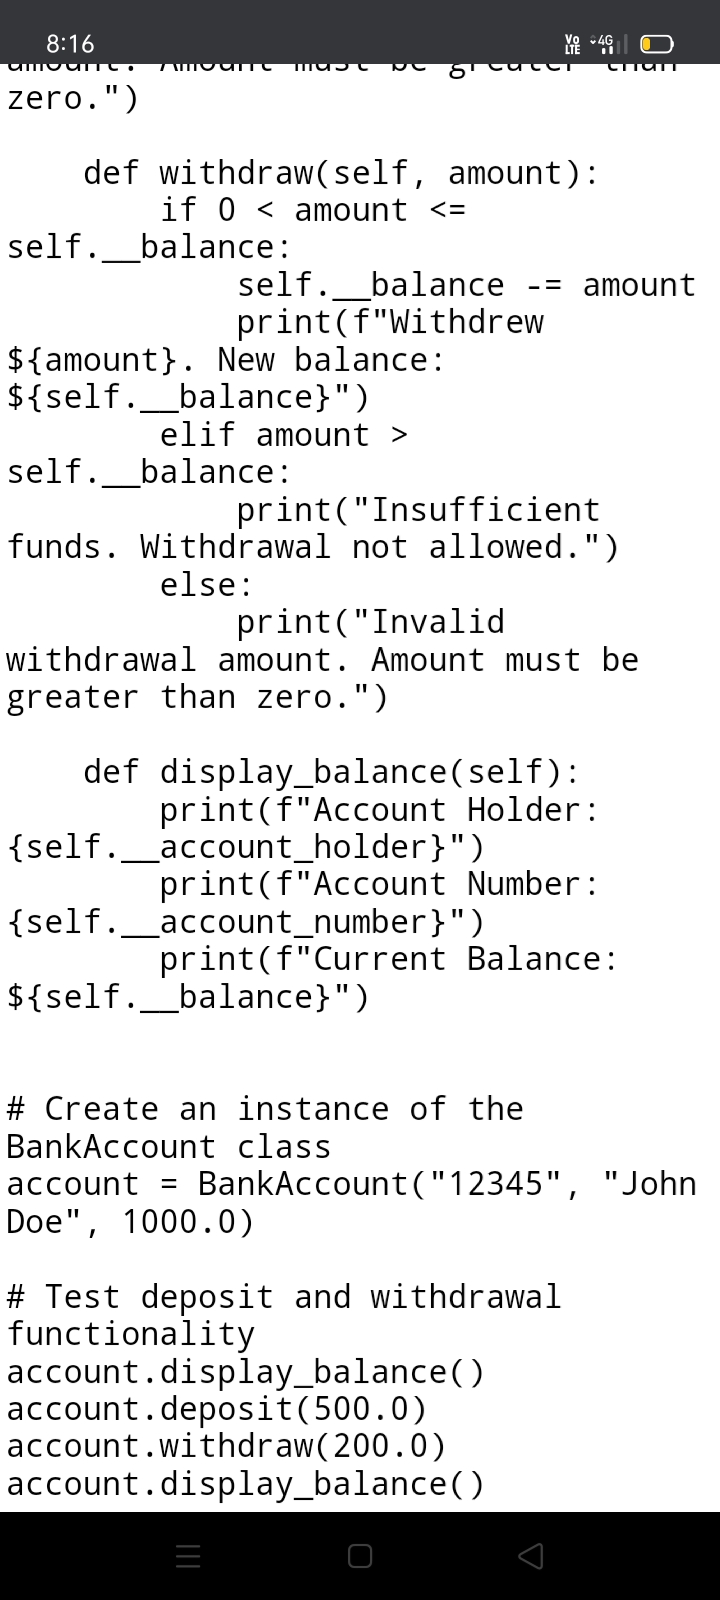 8:16
Vo LTE 4G
amount. Amount must be greater than
zero.")
    def withdraw(self, amount):
        if 0 < amount <=
self.__balance:
            self.__balance -= amount
            print(f"Withdrew
${amount}. New balance:
${self.__balance}")
        elif amount >
self.__balance:
            print("Insufficient
funds. Withdrawal not allowed.")
        else:
            print("Invalid
withdrawal amount. Amount must be
greater than zero.")
    def display_balance(self):
        print(f"Account Holder:
{self.__account_holder}")
        print(f"Account Number:
{self.__account_number}")
        print(f"Current Balance:
${self.__balance}")
# Create an instance of the
BankAccount class
account = BankAccount("12345", "John
Doe", 1000.0)
# Test deposit and withdrawal
functionality
account.display_balance()
account.deposit(500.0)
account.withdraw(200.0)
account.display_balance()